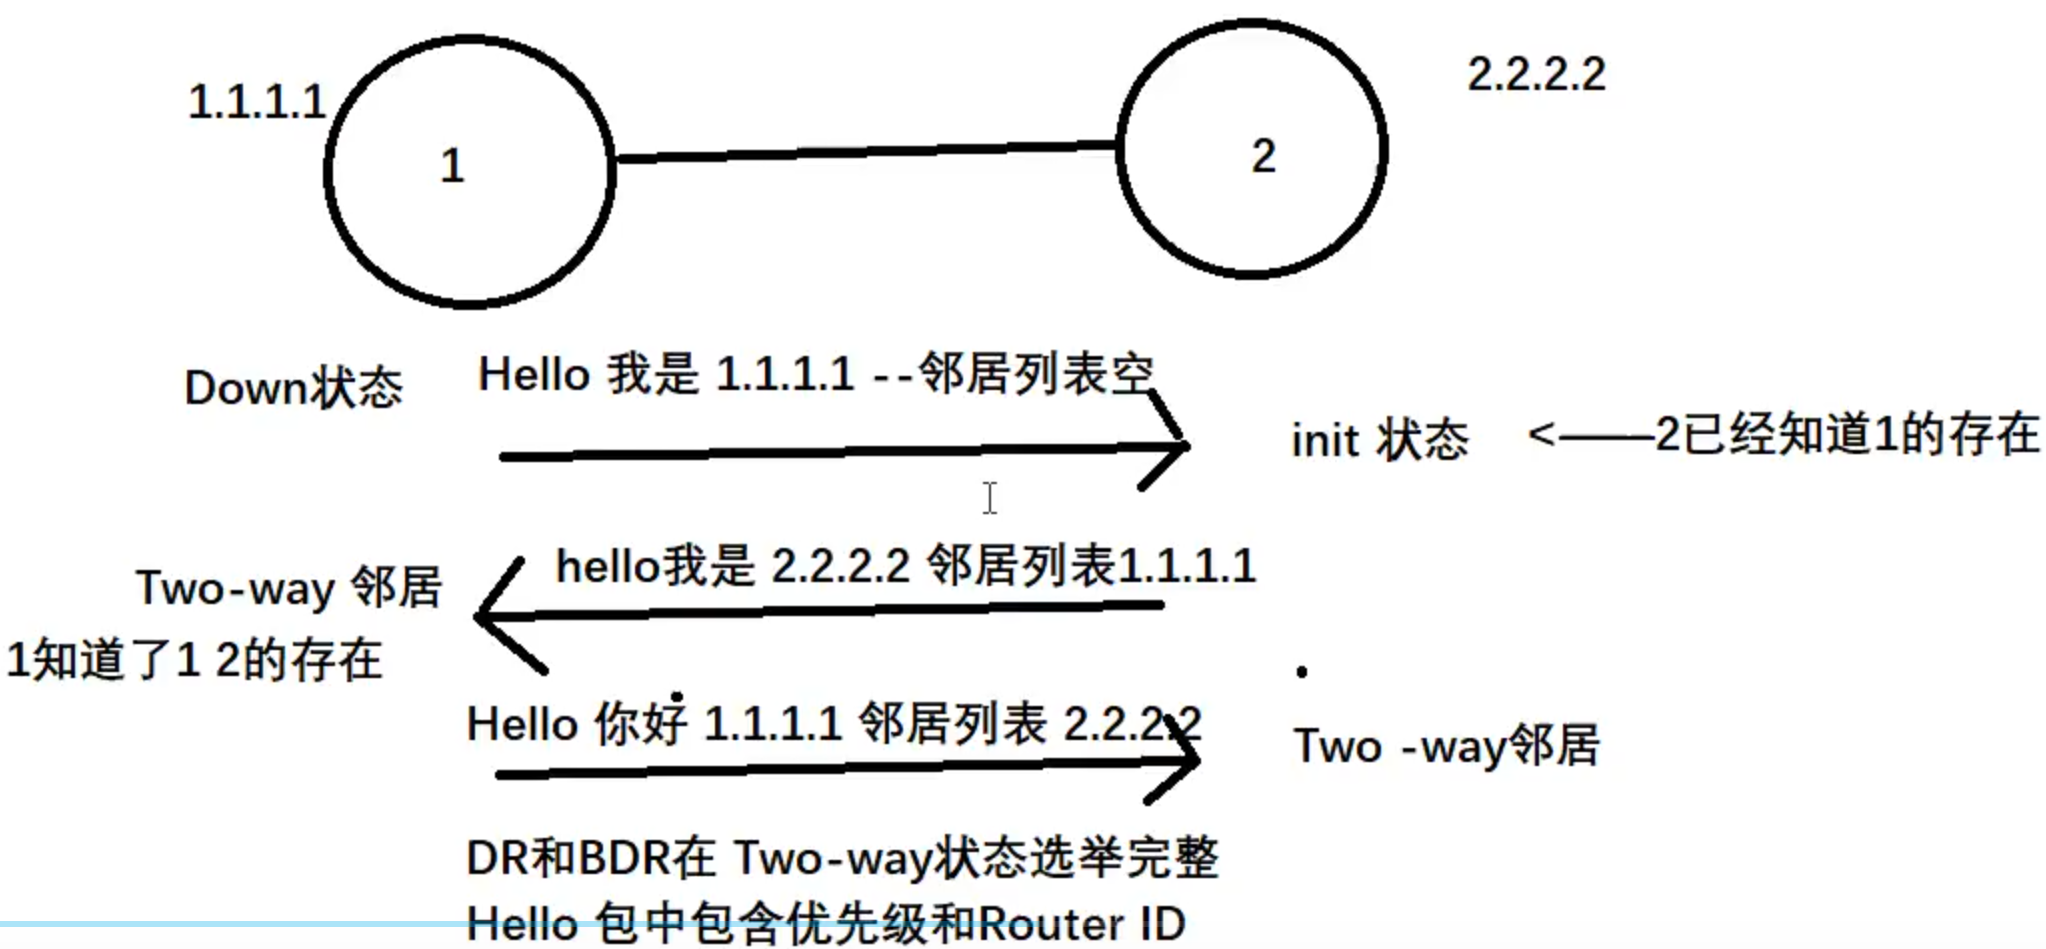 1.1.1.1
1
2
2.2.2.2
Down状态
Hello 我是 1.1.1.1 --邻居列表空
init 状态 <——2已经知道1的存在
hello我是 2.2.2.2 邻居列表1.1.1.1
Two-way 邻居
1知道了1 2的存在
Hello 你好 1.1.1.1 邻居列表 2.2.2.2
Two -way邻居
DR和BDR在 Two-way状态选举完整
Hello 包中包含优先级和Router ID